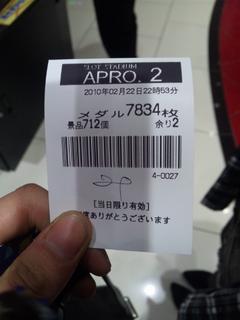 SLOT STADIUM
APRO. 2
2010年02月22日22時53分
メダル7834枚
景品712個 余り2
4-0027
[当日限り有効]
度ありがとうございます